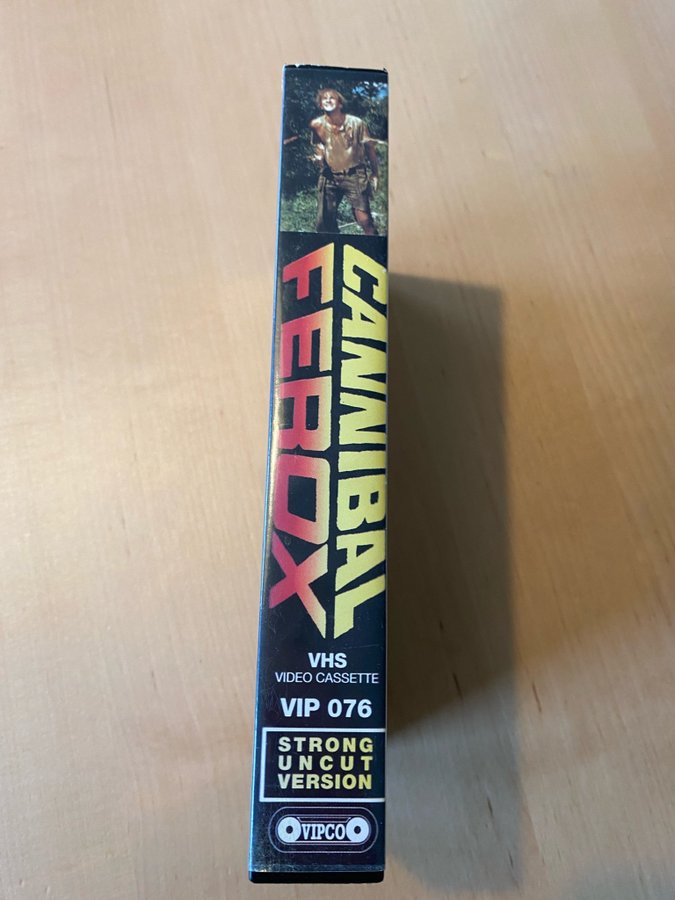 CANNIBAL
FEROX
VHS
VIDEO CASSETTE
VIP 076
STRONG
UNCUT
VERSION
VIPCO